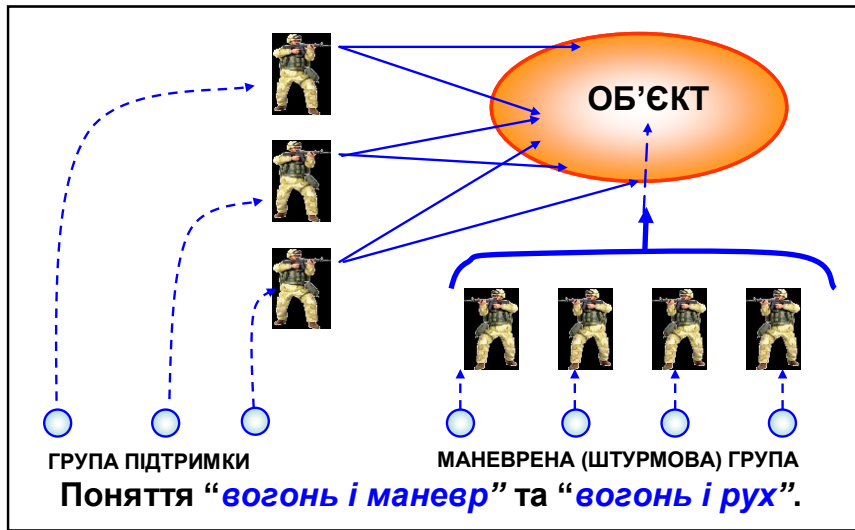 ОБ’ЄКТ
ГРУПА ПІДТРИМКИ
МАНЕВРЕНА (ШТУРМОВА) ГРУПА
Поняття “вогонь і маневр” та “вогонь і рух”.